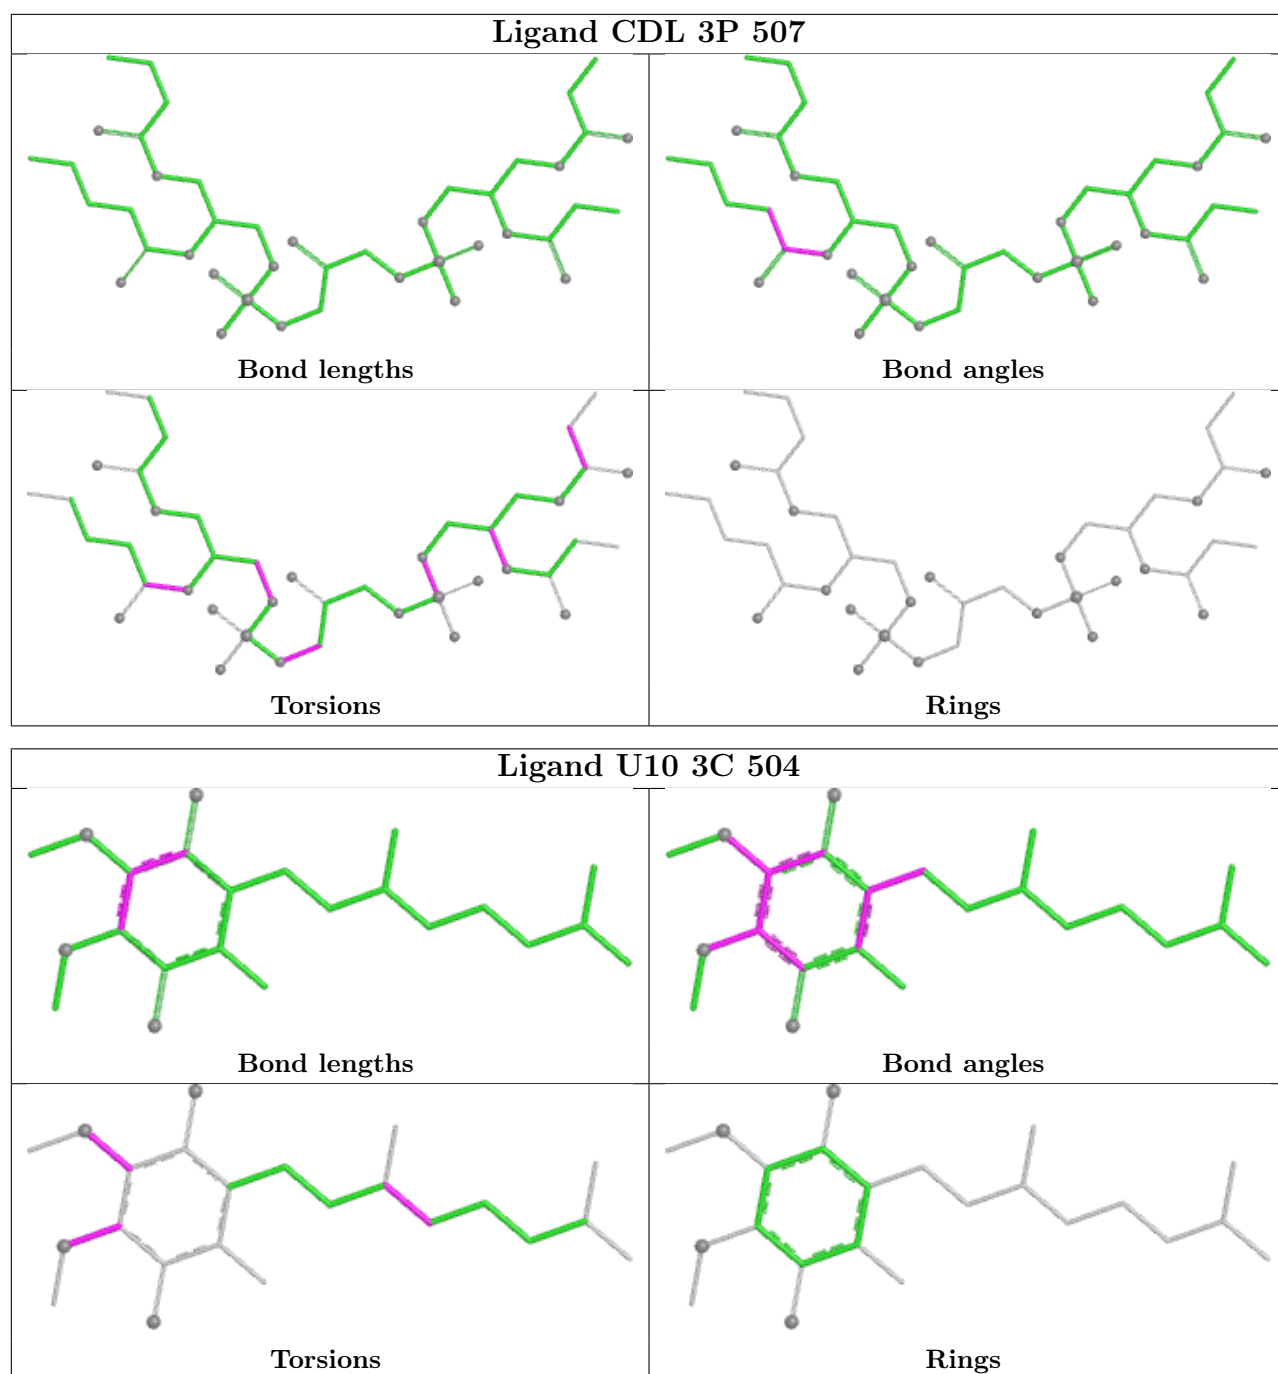 Ligand CDL 3P 507
Bond lengths
Bond angles
Torsions
Rings
Ligand U10 3C 504
Bond lengths
Bond angles
Torsions
Rings